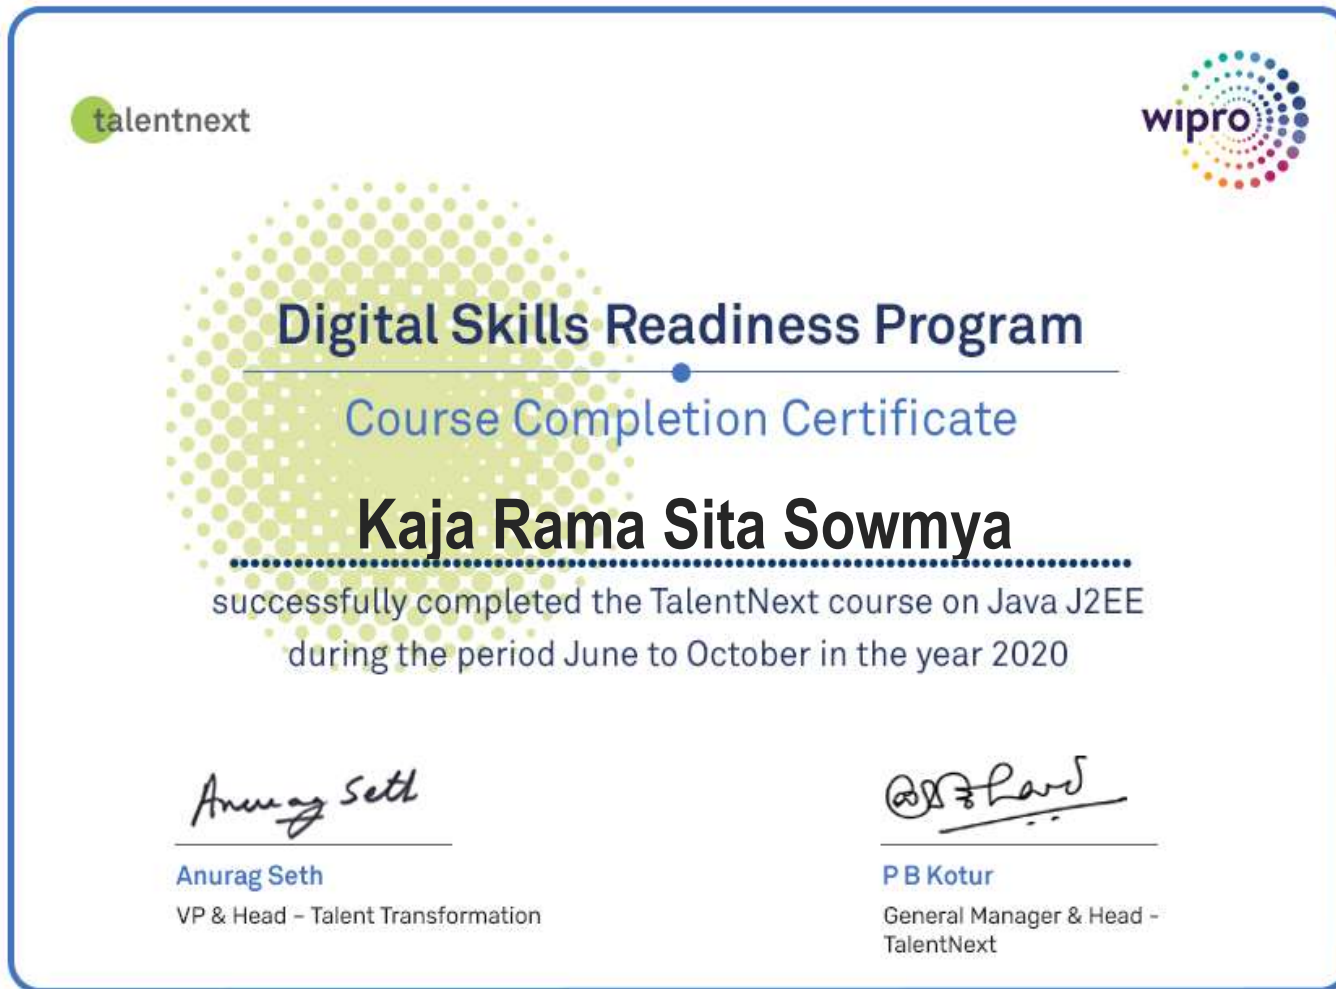 talentnext
wipro
Digital Skills Readiness Program
Course Completion Certificate
Kaja Rama Sita Sowmya
successfully completed the TalentNext course on Java J2EE
during the period June to October in the year 2020
Anurag Seth
Anurag Seth
VP & Head – Talent Transformation
P B Kotur
General Manager & Head -
TalentNext